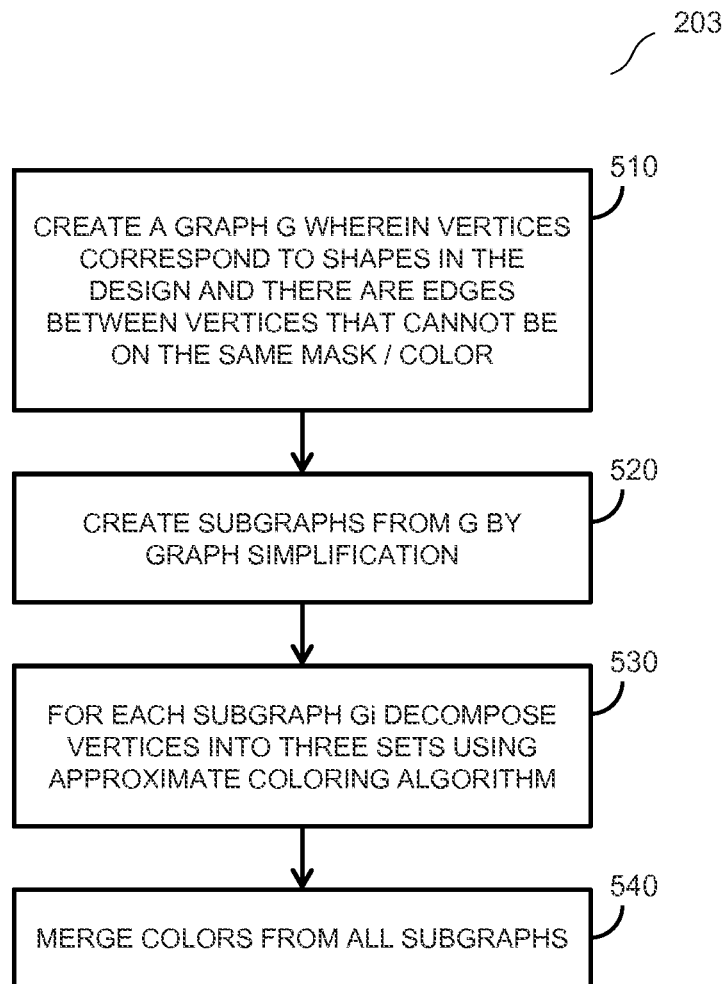 203
510
CREATE A GRAPH G WHEREIN VERTICES
CORRESPOND TO SHAPES IN THE
DESIGN AND THERE ARE EDGES
BETWEEN VERTICES THAT CANNOT BE
ON THE SAME MASK / COLOR
520
CREATE SUBGRAPHS FROM G BY
GRAPH SIMPLIFICATION
530
FOR EACH SUBGRAPH Gi DECOMPOSE
VERTICES INTO THREE SETS USING
APPROXIMATE COLORING ALGORITHM
540
MERGE COLORS FROM ALL SUBGRAPHS